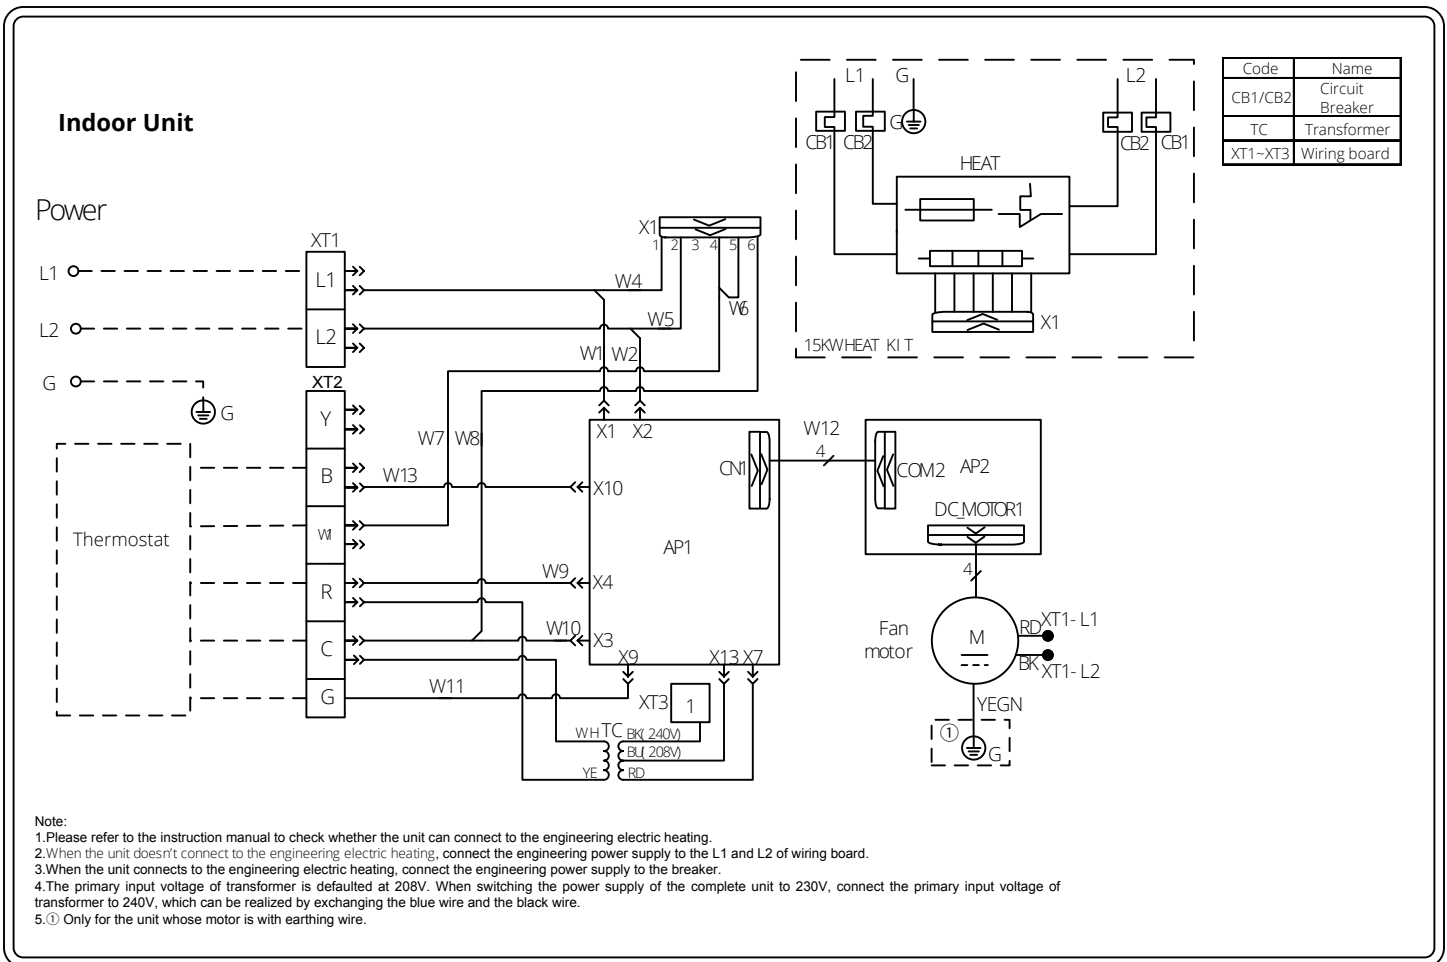 Indoor Unit
Power
L1
L2
G
G
Thermostat
XT1
L1
L2
XT2
Y
B
W1
R
C
G
X1
1 2 3 4 5 6
W4
W5
W6
W1 W2
W7 W8
W13
W9
W10
W11
X1 X2
X10
X4
X3
X9 X13 X7
AP1
CN1
W12
4
COM2 AP2
DC_MOTOR1
4
Fan
motor
M
RD XT1-L1
BK XT1-L2
YEGN
① G
XT3 1
WH TC BK(240V)
BU(208V)
YE RD
L1 G L2
CB1 CB2 G CB2 CB1
HEAT
X1
15KW HEAT KIT
Code Name
CB1/CB2 Circuit
Breaker
TC Transformer
XT1~XT3 Wiring board
Note:
1.Please refer to the instruction manual to check whether the unit can connect to the engineering electric heating.
2.When the unit doesn't connect to the engineering electric heating, connect the engineering power supply to the L1 and L2 of wiring board.
3.When the unit connects to the engineering electric heating, connect the engineering power supply to the breaker.
4.The primary input voltage of transformer is defaulted at 208V. When switching the power supply of the complete unit to 230V, connect the primary input voltage of
transformer to 240V, which can be realized by exchanging the blue wire and the black wire.
5.① Only for the unit whose motor is with earthing wire.